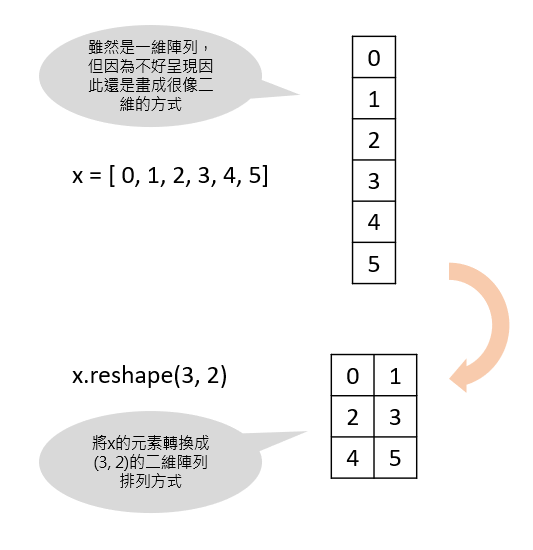 雖然是一維陣列，
但因為不好呈現因
此還是畫成很像二
維的方式
x = [ 0, 1, 2, 3, 4, 5]
0
1
2
3
4
5
x.reshape(3, 2)
0 1
2 3
4 5
將x的元素轉換成
(3, 2)的二維陣列
排列方式